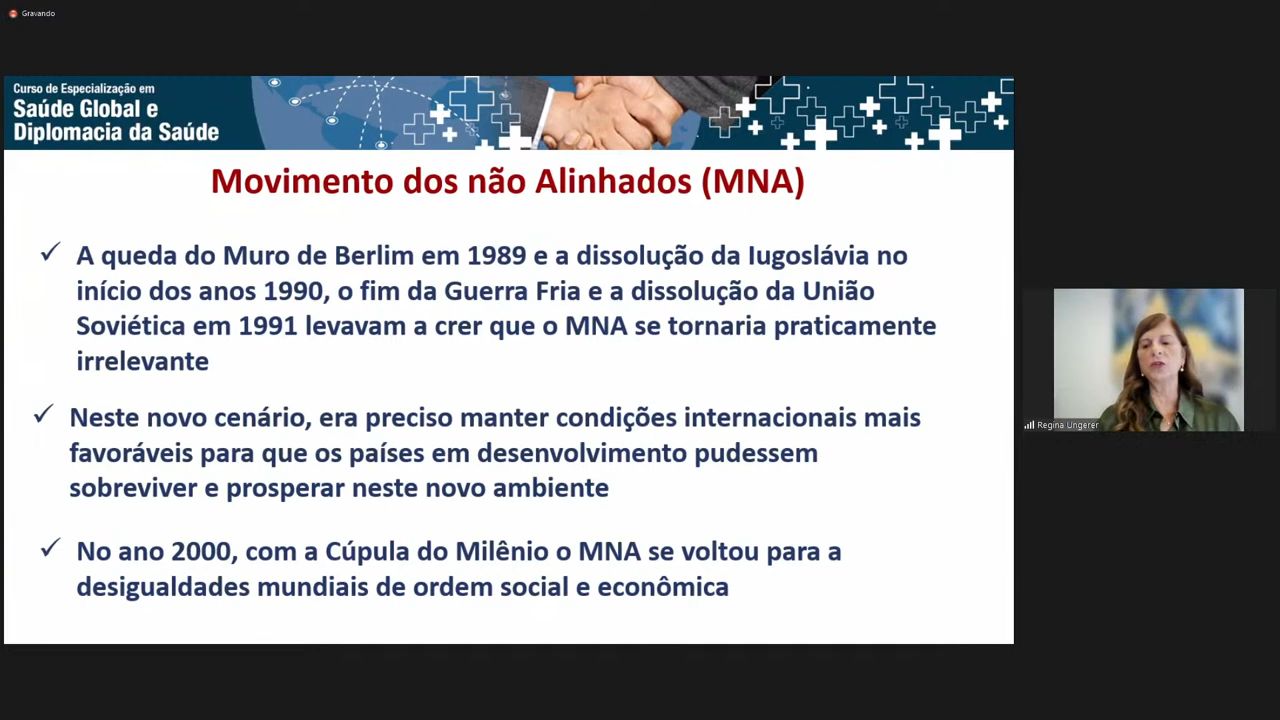 Gravando
Curso de Especialização em
Saúde Global e
Diplomacia da Saúde
Movimento dos não Alinhados (MNA)
✓ A queda do Muro de Berlim em 1989 e a dissolução da Iugoslávia no
início dos anos 1990, o fim da Guerra Fria e a dissolução da União
Soviética em 1991 levavam a crer que o MNA se tornaria praticamente
irrelevante
✓ Neste novo cenário, era preciso manter condições internacionais mais
favoráveis para que os países em desenvolvimento pudessem
sobreviver e prosperar neste novo ambiente
✓ No ano 2000, com a Cúpula do Milênio o MNA se voltou para a
desigualdades mundiais de ordem social e econômica
Regina Ungerer